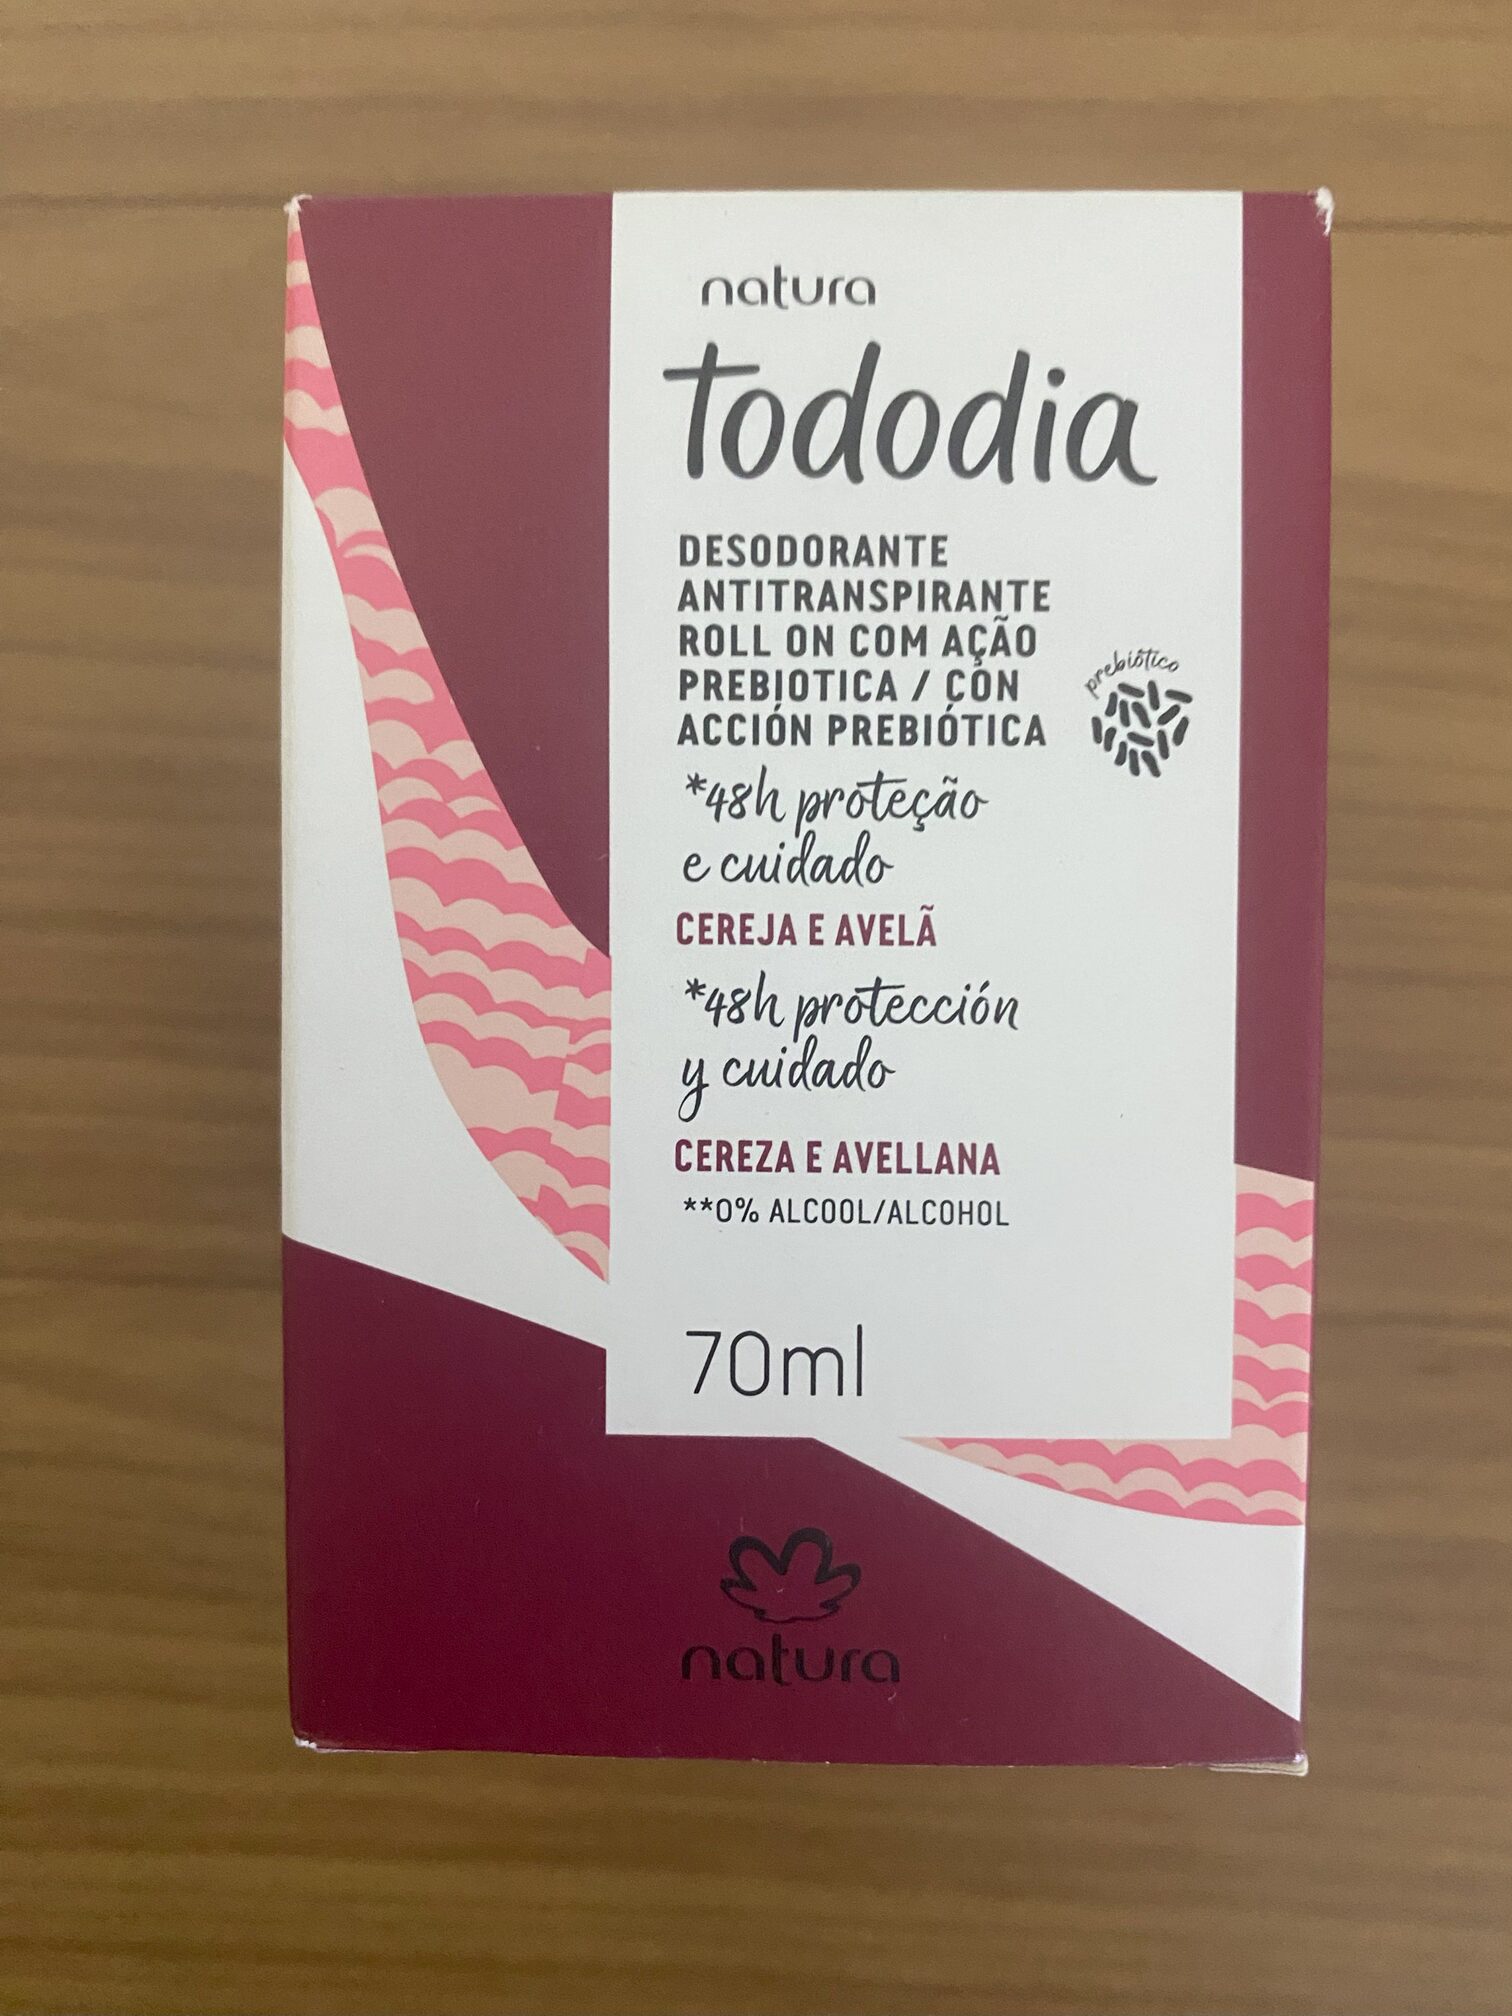 natura
Tododia
DESODORANTE
ANTITRANSPIRANTE
ROLL ON COM AÇÃO
PREBIOTICA / CON
ACCIÓN PREBIÓTICA
prebiótico
*48h proteção
e cuidado
CEREJA E AVELÃ
*48h protección
y cuidado
CEREZA E AVELLANA
**0% ALCOOL/ALCOHOL
70ml
natura